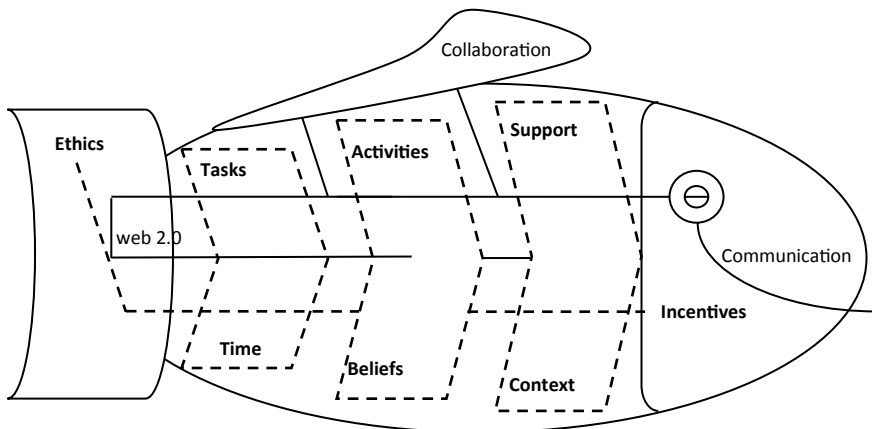 Collaboration
Ethics
Tasks
Activities
Support
web 2.0
Communication
Incentives
Time
Beliefs
Context